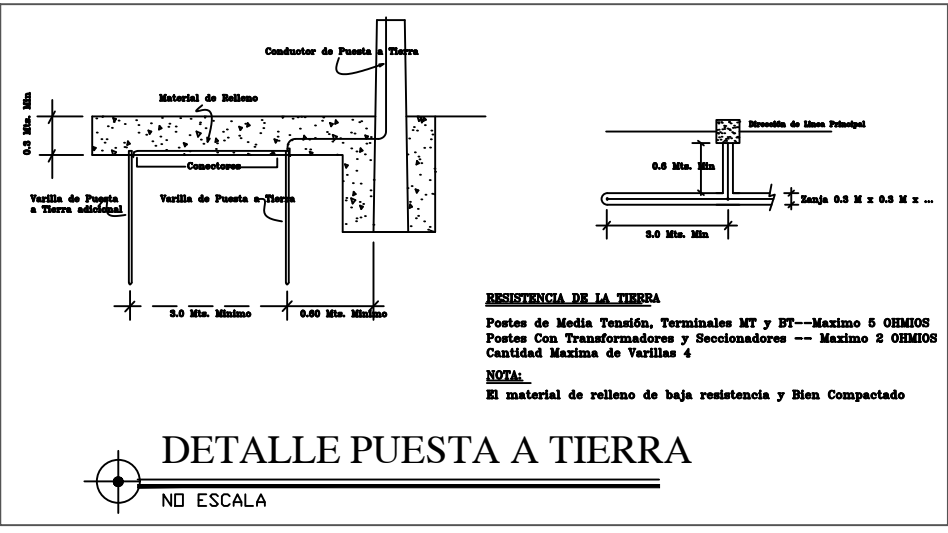 Conductor de Puesta a Tierra
Material de Relleno
0.3 Mts. Min
Conectores
Varilla de Puesta
a Tierra adicional
Varilla de Puesta a Tierra
3.0 Mts. Minimo
0.60 Mts. Minimo
Dirección de Linea Principal
0.6 Mts. Min
Zanja 0.3 M x 0.3 M x ...
3.0 Mts. Min
RESISTENCIA DE LA TIERRA
Postes de Media Tensión, Terminales MT y BT--Maximo 5 OHMIOS
Postes Con Transformadores y Seccionadores -- Maximo 2 OHMIOS
Cantidad Maxima de Varillas 4
NOTA:
El material de relleno de baja resistencia y Bien Compactado
DETALLE PUESTA A TIERRA
NO ESCALA